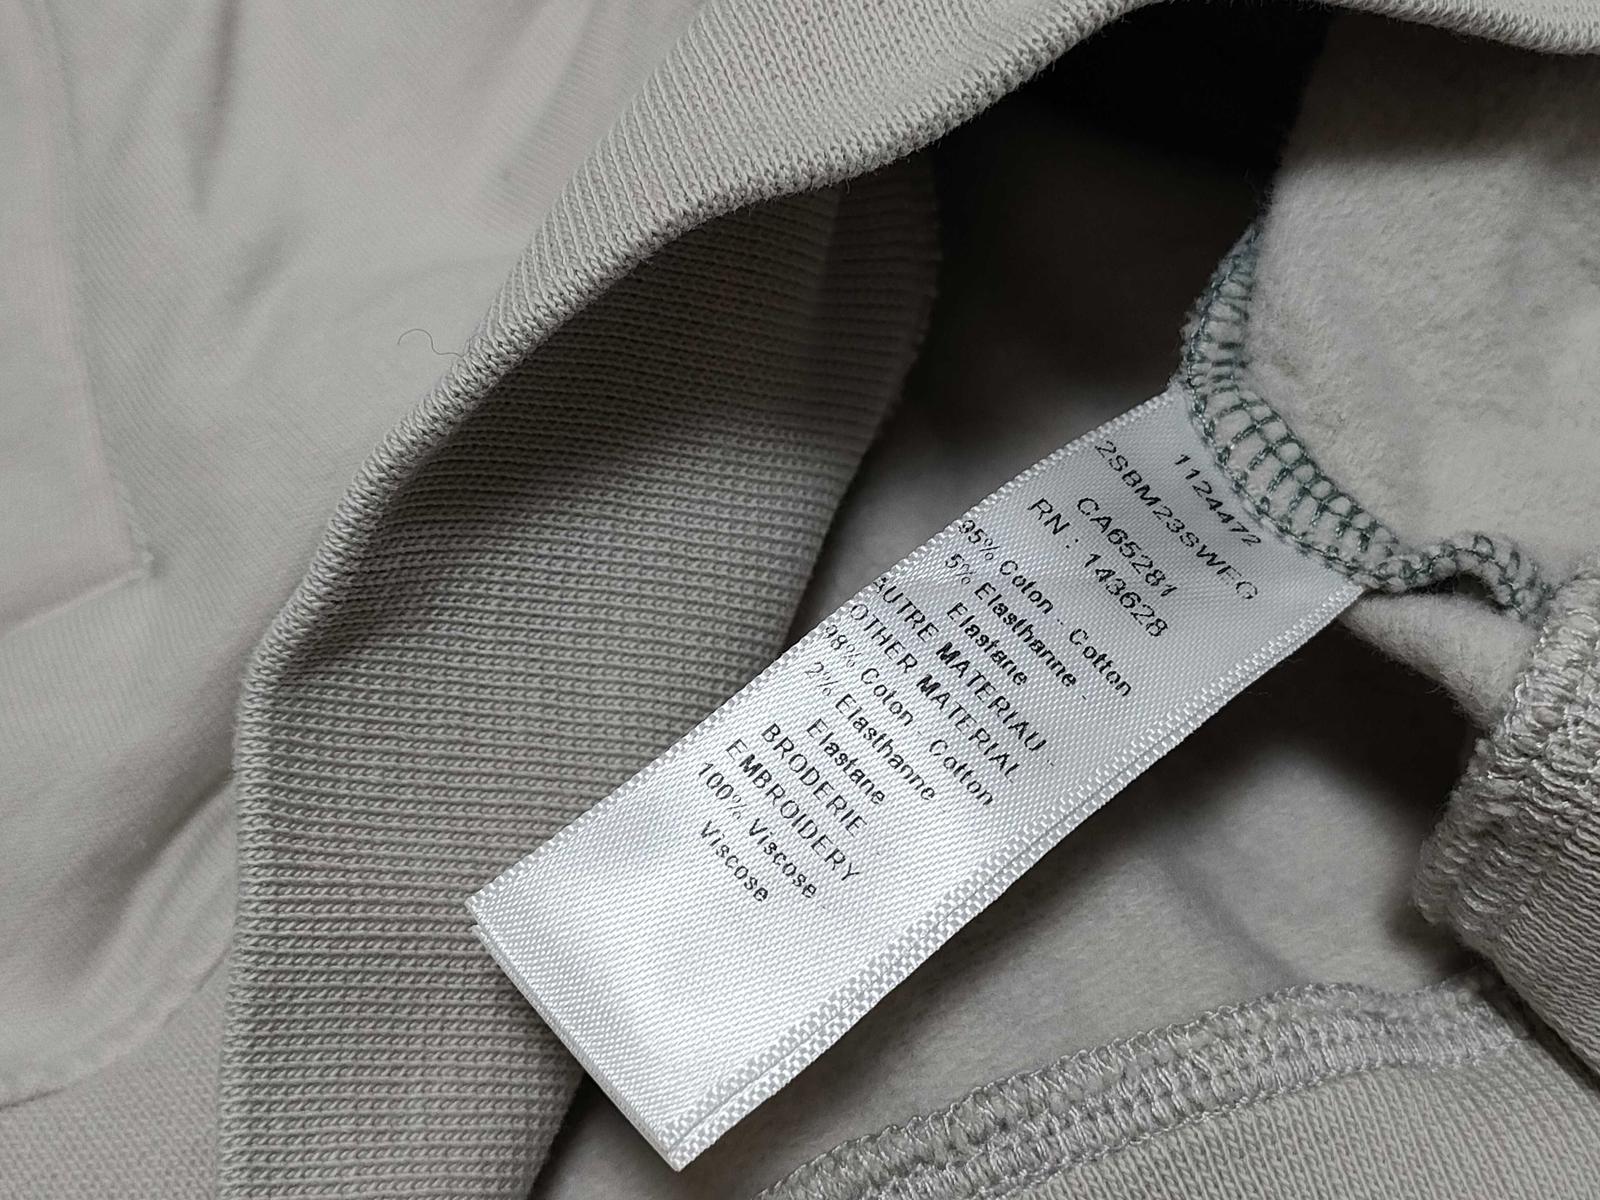 1124472
2SBM23SWFG
CA65281
RN : 143628
95% Coton - Cotton
5% Elasthanne -
Elastane
AUTRE MATERIAU -
OTHER MATERIAL
98% Coton - Cotton
2% Elasthanne
Elastane
BRODERIE -
EMBROIDERY
100% Viscose
Viscose